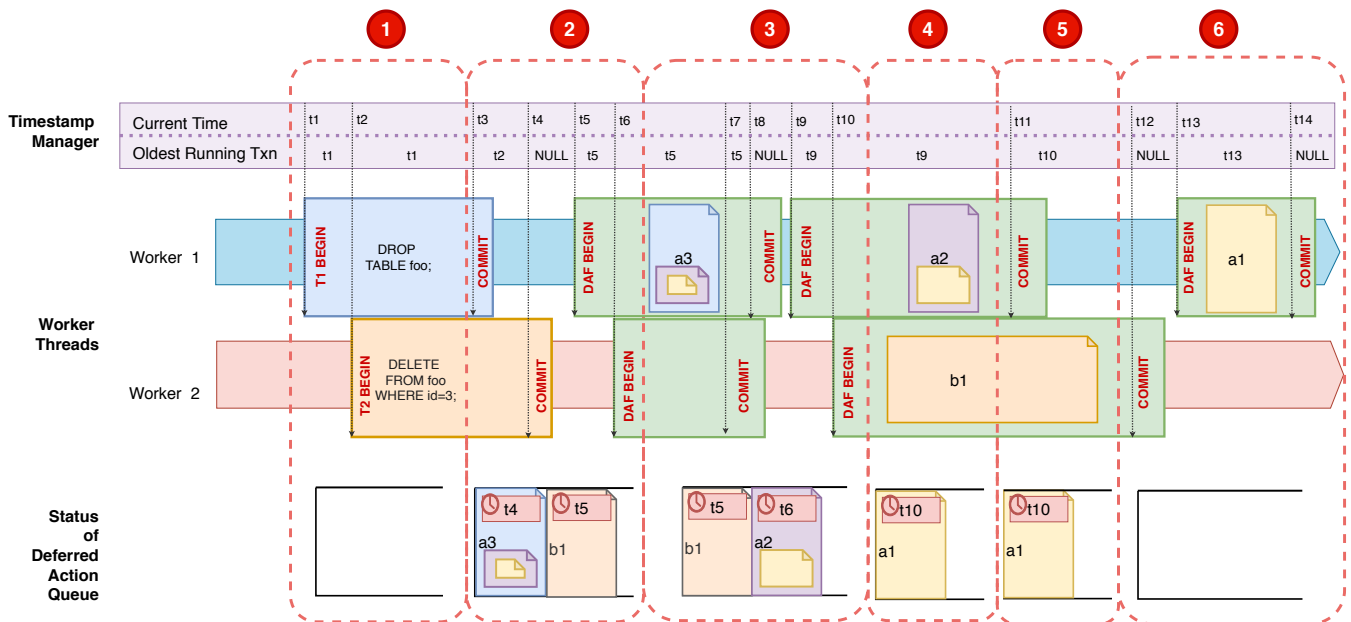 1 2 3 4 5 6
Timestamp
Manager
Current Time t1 t2 t3 t4 t5 t6 t7 t8 t9 t10 t11 t12 t13 t14
Oldest Running Txn t1 t1 t2 NULL t5 t5 t5 NULL t9 t9 t10 NULL t13 NULL
Worker
Threads
Worker 1
T1 BEGIN
DROP
TABLE foo;
COMMIT
DAF BEGIN
a3
COMMIT
DAF BEGIN
a2
COMMIT
DAF BEGIN
a1
COMMIT
Worker 2
T2 BEGIN
DELETE
FROM foo
WHERE id=3;
COMMIT
DAF BEGIN
COMMIT
DAF BEGIN
b1
COMMIT
Status
of
Deferred
Action
Queue
t4 t5
a3 b1
t5 t6
b1 a2
t10
a1
t10
a1